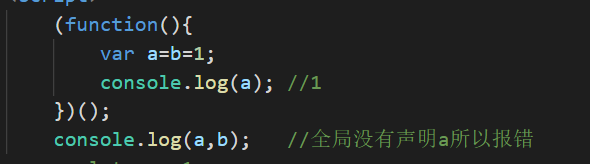 (function(){
var a=b=1;
console.log(a); //1
})();
console.log(a,b); //全局没有声明a所以报错